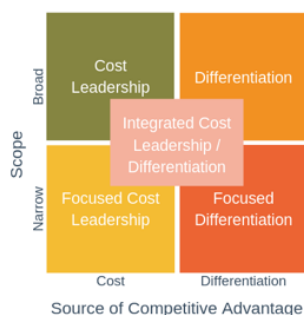 Scope
Broad
Narrow
Cost
Leadership
Differentiation
Integrated Cost
Leadership /
Differentiation
Focused Cost
Leadership
Focused
Differentiation
Cost
Differentiation
Source of Competitive Advantage